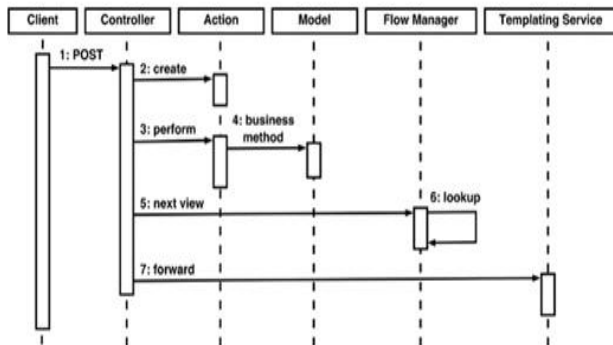 Client Controller Action Model Flow Manager Templating Service
1: POST
2: create
3: perform
4: business
method
5: next view
6: lookup
7: forward